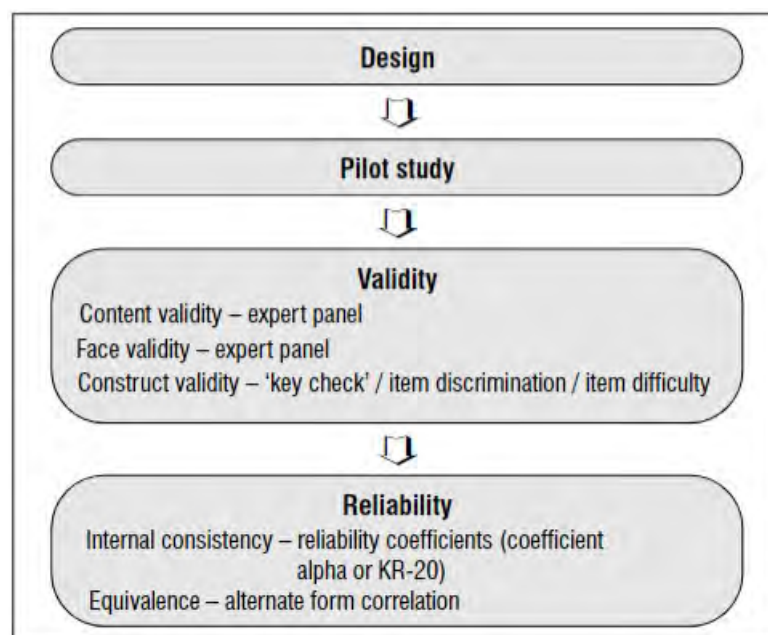 Design
Pilot study
Validity
Content validity – expert panel
Face validity – expert panel
Construct validity – ‘key check’ / item discrimination / item difficulty
Reliability
Internal consistency – reliability coefficients (coefficient
alpha or KR-20)
Equivalence – alternate form correlation